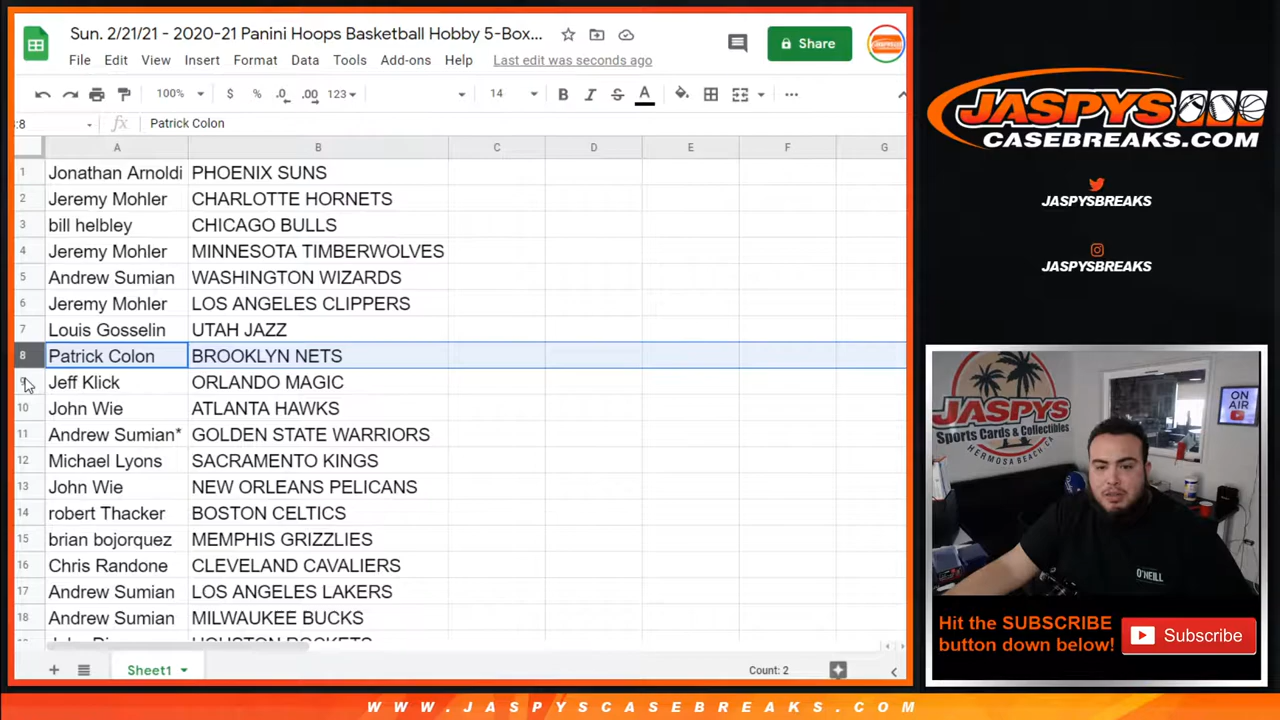 Sun. 2/21/21 - 2020-21 Panini Hoops Basketball Hobby 5-Box...
File Edit View Insert Format Data Tools Add-ons Help Last edit was seconds ago
Share
100% $ % .0 .00 123 14 B I S A
:8 fx Patrick Colon
A B C D E F G
1 Jonathan Arnoldi PHOENIX SUNS
2 Jeremy Mohler CHARLOTTE HORNETS
3 bill helbley CHICAGO BULLS
4 Jeremy Mohler MINNESOTA TIMBERWOLVES
5 Andrew Sumian WASHINGTON WIZARDS
6 Jeremy Mohler LOS ANGELES CLIPPERS
7 Louis Gosselin UTAH JAZZ
8 Patrick Colon BROOKLYN NETS
9 Jeff Klick ORLANDO MAGIC
10 John Wie ATLANTA HAWKS
11 Andrew Sumian* GOLDEN STATE WARRIORS
12 Michael Lyons SACRAMENTO KINGS
13 John Wie NEW ORLEANS PELICANS
14 robert Thacker BOSTON CELTICS
15 brian bojorquez MEMPHIS GRIZZLIES
16 Chris Randone CLEVELAND CAVALIERS
17 Andrew Sumian LOS ANGELES LAKERS
18 Andrew Sumian MILWAUKEE BUCKS
HOUSTON ROCKETS
Sheet1 Count: 2
JASPYS
CASEBREAKS.COM
JASPYSBREAKS
JASPYSBREAKS
JASPYS
Sports Cards & Collectibles
HERMOSA BEACH CA
ON AIR
O'NEILL
Hit the SUBSCRIBE
button down below!
Subscribe
WWW.JASPYSCASEBREAKS.COM